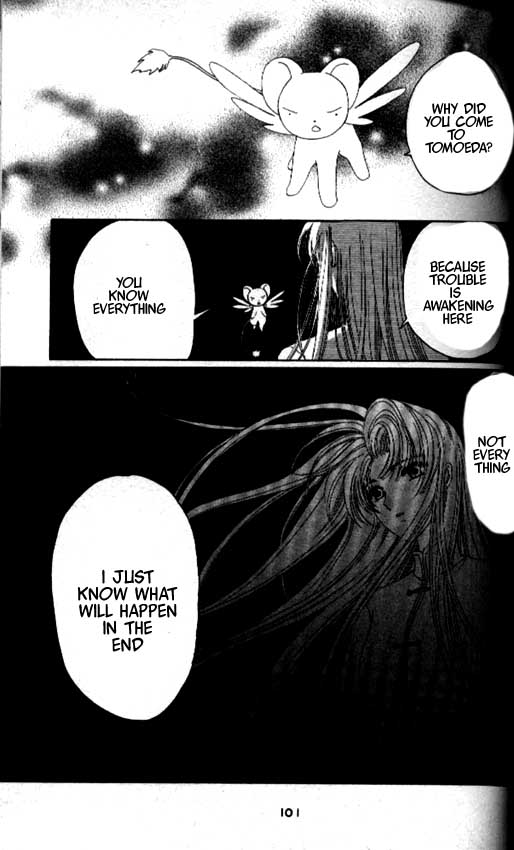 WHY DID
YOU COME
TO
TOMOEDA?
BECAUSE
TROUBLE
IS
AWAKENING
HERE
YOU
KNOW
EVERYTHING
NOT
EVERY
THING
I JUST
KNOW WHAT
WILL HAPPEN
IN THE
END
101